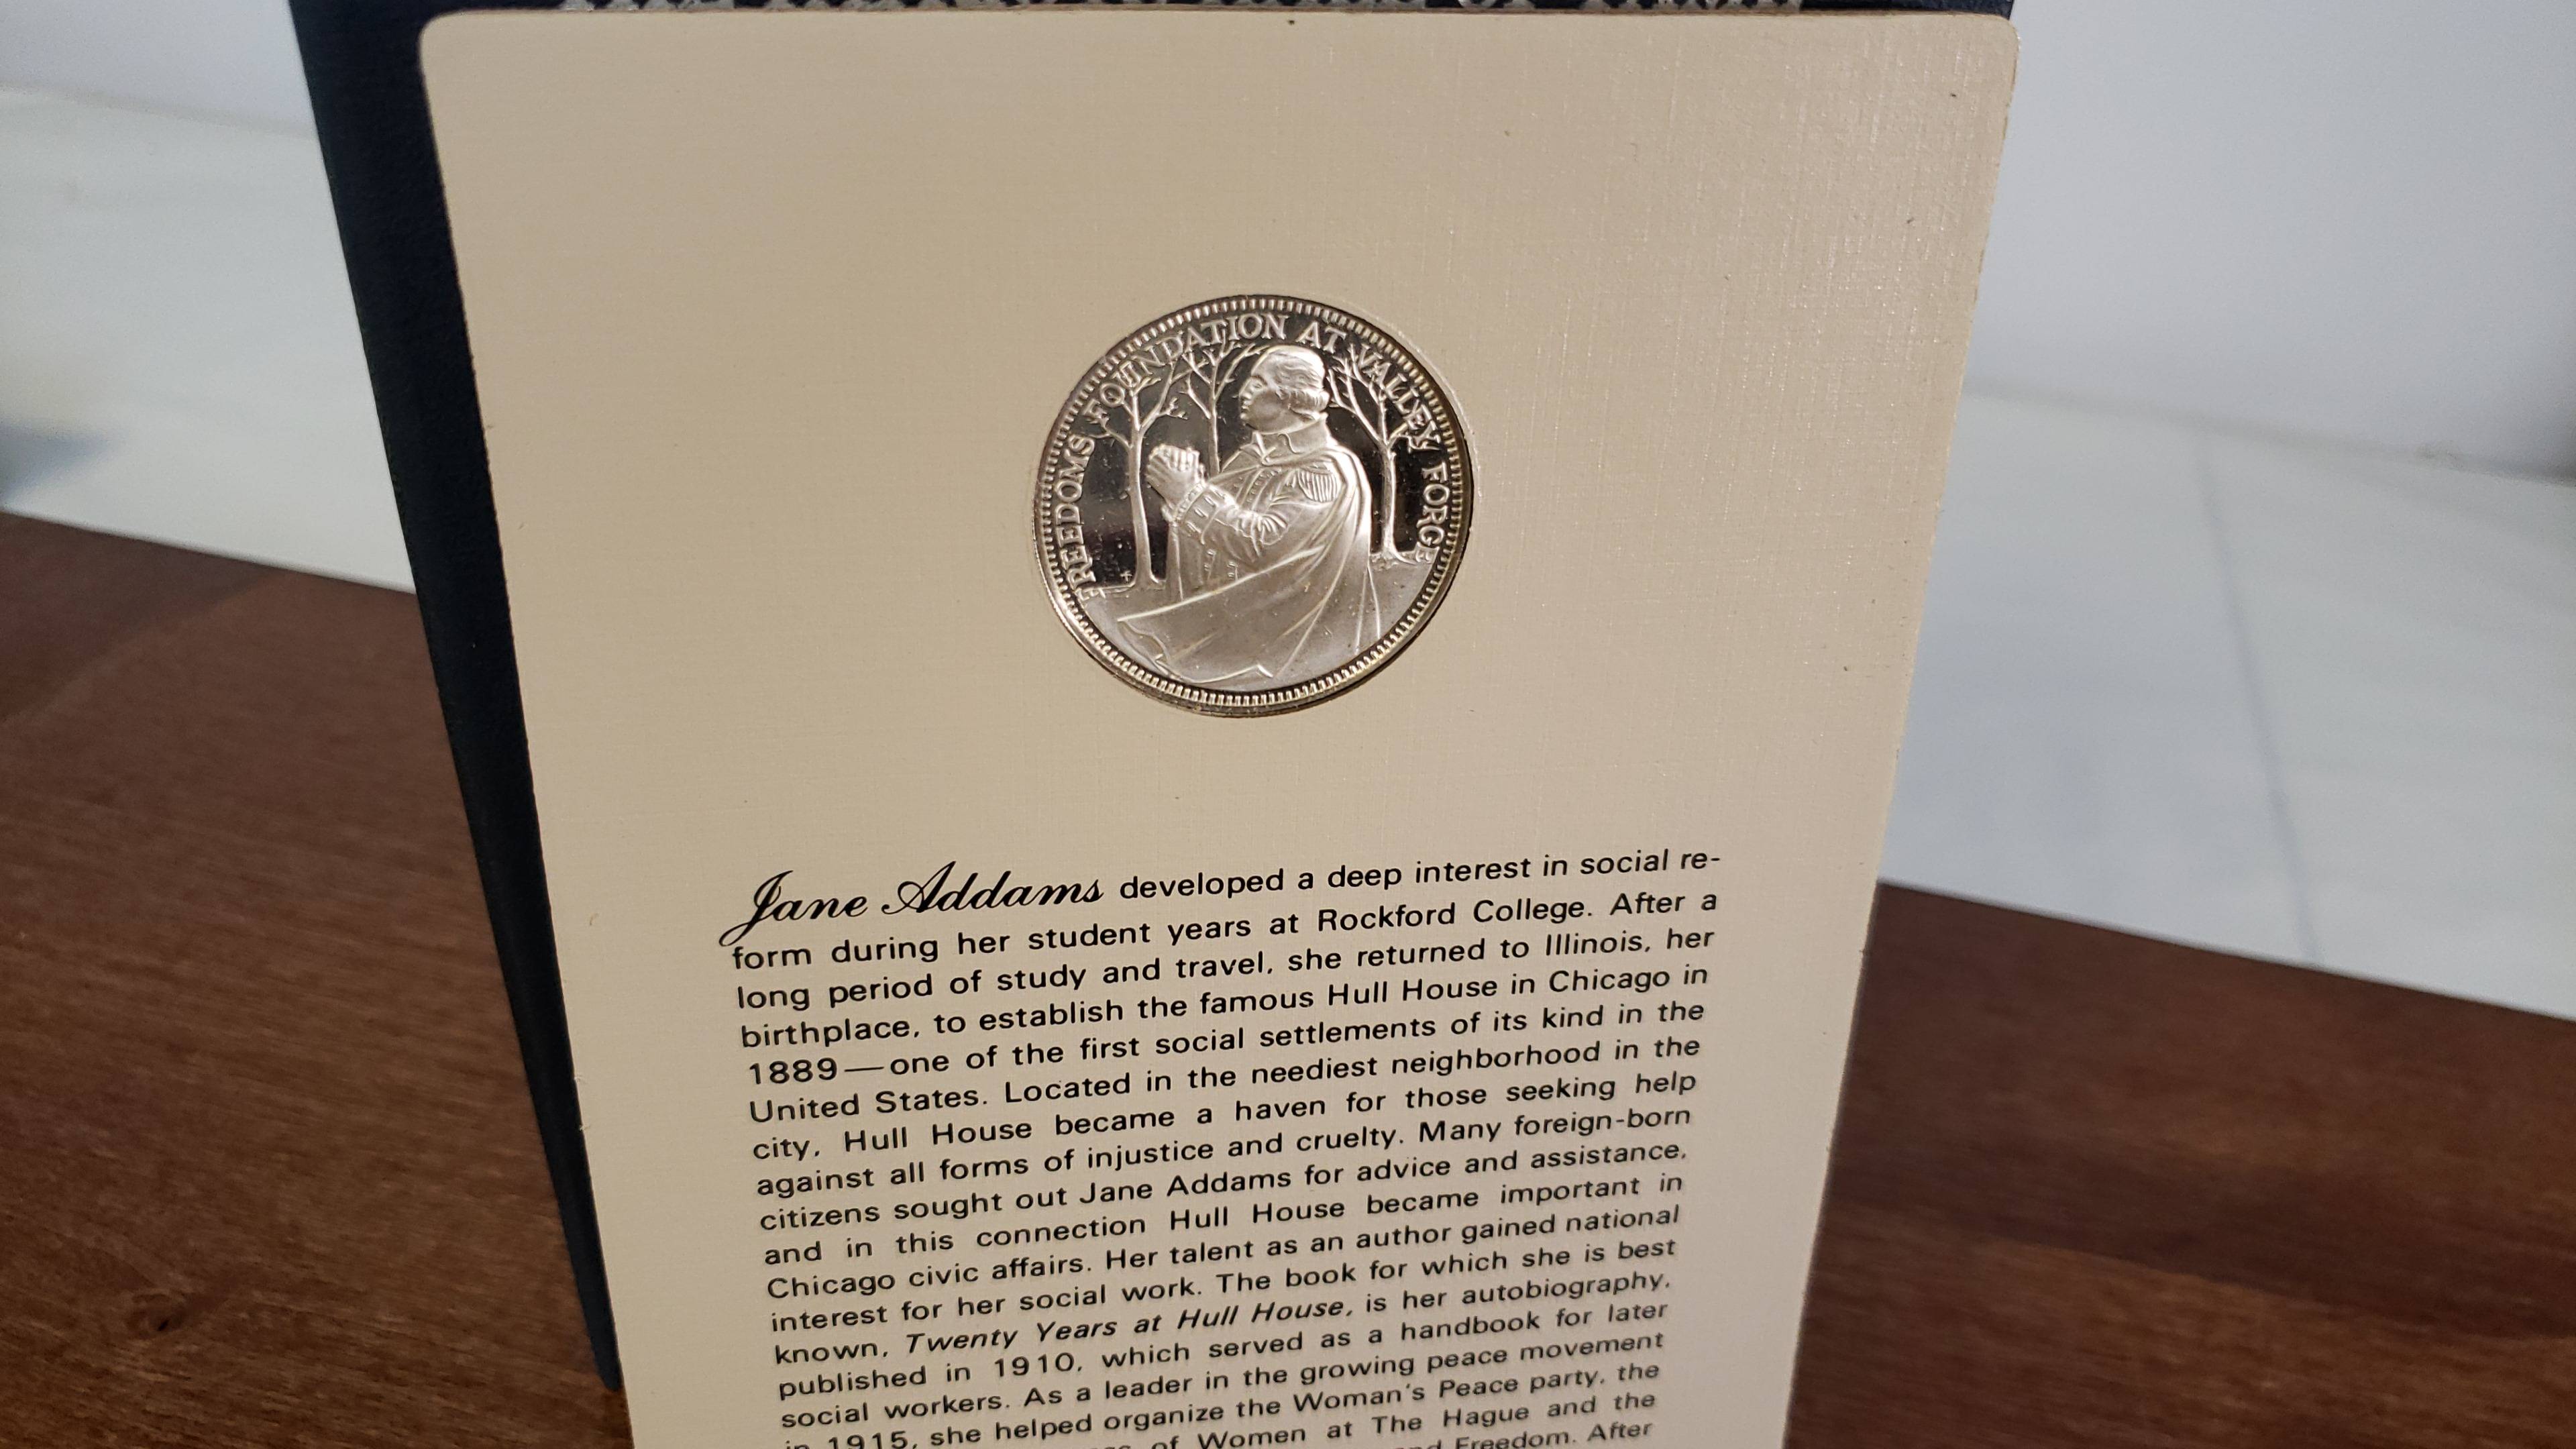 FREEDOMS FOUNDATION AT VALLEY FORGE
Jane Addams developed a deep interest in social re-
form during her student years at Rockford College. After a
long period of study and travel, she returned to Illinois, her
birthplace, to establish the famous Hull House in Chicago in
1889—one of the first social settlements of its kind in the
United States. Located in the neediest neighborhood in the
city, Hull House became a haven for those seeking help
against all forms of injustice and cruelty. Many foreign-born
citizens sought out Jane Addams for advice and assistance,
and in this connection Hull House became important in
Chicago civic affairs. Her talent as an author gained national
interest for her social work. The book for which she is best
known, Twenty Years at Hull House, is her autobiography,
published in 1910, which served as a handbook for later
social workers. As a leader in the growing peace movement
in 1915, she helped organize the Woman's Peace party, the
of Women at The Hague and the
Freedom. After